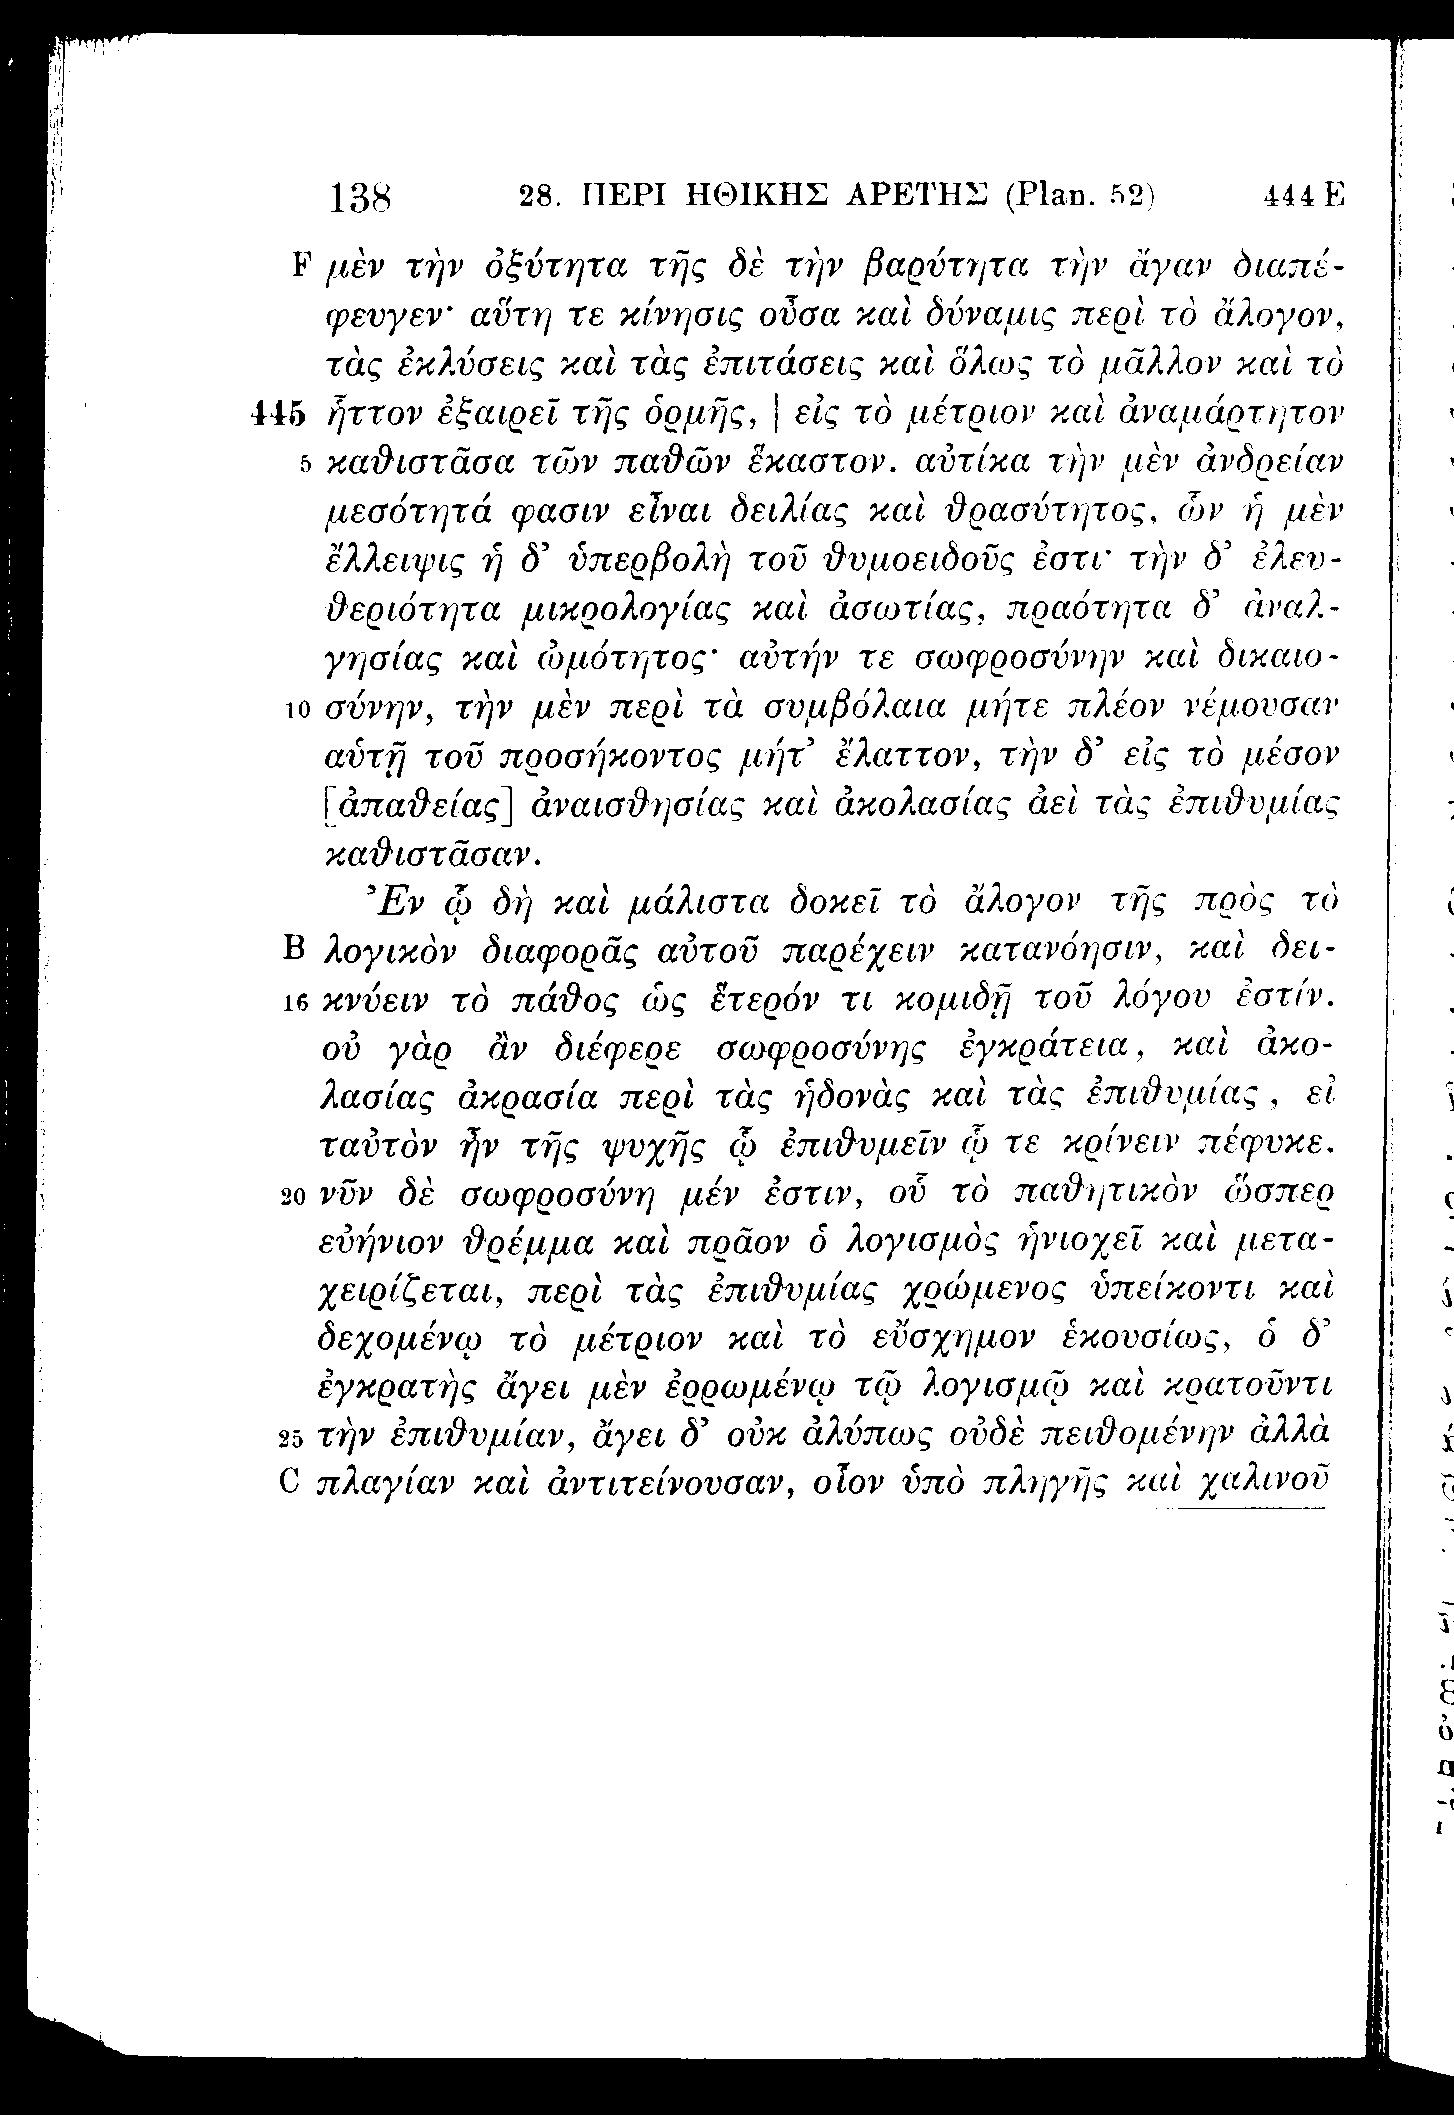 138 28. ΠΕΡΙ ΗΘΙΚΗΣ ΑΡΕΤΗΣ (Plan. 52) 444 E
F μὲν τὴν ὀξύτητα τῆς δὲ τὴν βαρύτητα τὴν ἄγαν διαπέ-
φευγεν· αὕτη τε κίνησις οὖσα καὶ δύναμις περὶ τὸ ἄλογον,
τὰς ἐκλύσεις καὶ τὰς ἐπιτάσεις καὶ ὅλως τὸ μᾶλλον καὶ τὸ
445 ἧττον ἐξαιρεῖ τῆς ὁρμῆς, | εἰς τὸ μέτριον καὶ ἀναμάρτητον
5 καθιστᾶσα τῶν παθῶν ἕκαστον. αὐτίκα τὴν μὲν ἀνδρείαν
μεσότητά φασιν εἶναι δειλίας καὶ θρασύτητος, ὧν ἡ μὲν
ἔλλειψις ἡ δ’ ὑπερβολὴ τοῦ θυμοειδοῦς ἐστι· τὴν δ’ ἐλευ-
θεριότητα μικρολογίας καὶ ἀσωτίας, πραότητα δ’ ἀναλ-
γησίας καὶ ὠμότητος· αὐτήν τε σωφροσύνην καὶ δικαιο-
10 σύνην, τὴν μὲν περὶ τὰ συμβόλαια μήτε πλέον νέμουσαν
αὑτῇ τοῦ προσήκοντος μήτ’ ἔλαττον, τὴν δ’ εἰς τὸ μέσον
[ἀπαθείας] ἀναισθησίας καὶ ἀκολασίας ἀεὶ τὰς ἐπιθυμίας
καθιστᾶσαν.
Ἐν ᾧ δὴ καὶ μάλιστα δοκεῖ τὸ ἄλογον τῆς πρὸς τὸ
B λογικὸν διαφορᾶς αὐτοῦ παρέχειν κατανόησιν, καὶ δει-
16 κνύειν τὸ πάθος ὡς ἕτερόν τι κομιδῇ τοῦ λόγου ἐστίν.
οὐ γὰρ ἂν διέφερε σωφροσύνης ἐγκράτεια, καὶ ἀκο-
λασίας ἀκρασία περὶ τὰς ἡδονὰς καὶ τὰς ἐπιθυμίας, εἰ
ταὐτὸν ἦν τῆς ψυχῆς ᾧ ἐπιθυμεῖν ᾧ τε κρίνειν πέφυκε.
20 νῦν δὲ σωφροσύνη μέν ἐστιν, οὗ τὸ παθητικὸν ὥσπερ
εὐήνιον θρέμμα καὶ πρᾶον ὁ λογισμὸς ἡνιοχεῖ καὶ μετα-
χειρίζεται, περὶ τὰς ἐπιθυμίας χρώμενος ὑπείκοντι καὶ
δεχομένῳ τὸ μέτριον καὶ τὸ εὔσχημον ἑκουσίως, ὁ δ’
ἐγκρατὴς ἄγει μὲν ἐρρωμένῳ τῷ λογισμῷ καὶ κρατοῦντι
25 τὴν ἐπιθυμίαν, ἄγει δ’ οὐκ ἀλύπως οὐδὲ πειθομένην ἀλλὰ
C πλαγίαν καὶ ἀντιτείνουσαν, οἷον ὑπὸ πληγῆς καὶ χαλινοῦ